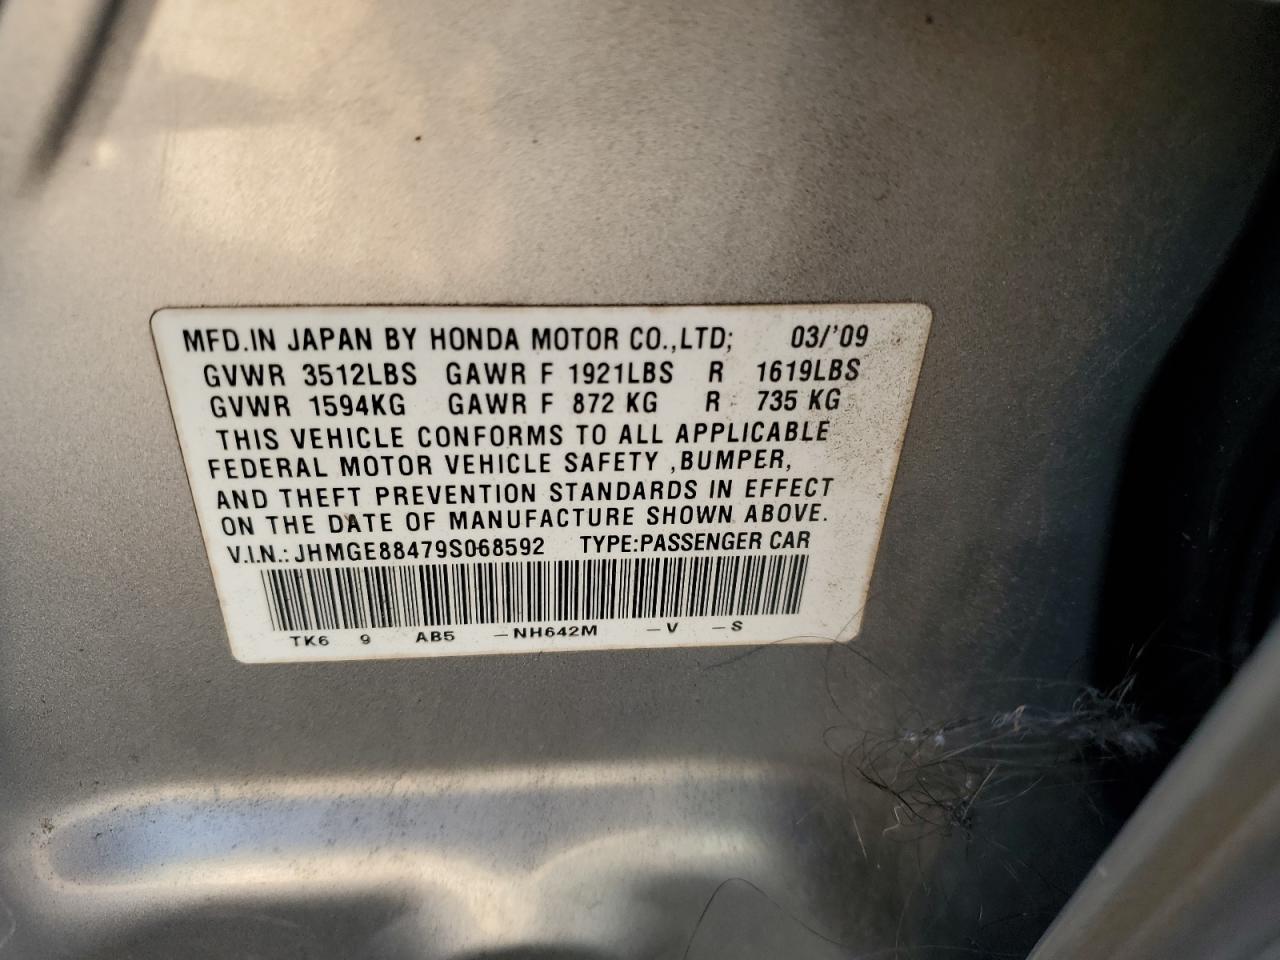 MFD.IN JAPAN BY HONDA MOTOR CO.,LTD; 03/'09
GVWR 3512LBS GAWR F 1921LBS R 1619LBS
GVWR 1594KG GAWR F 872 KG R 735 KG
THIS VEHICLE CONFORMS TO ALL APPLICABLE
FEDERAL MOTOR VEHICLE SAFETY ,BUMPER,
AND THEFT PREVENTION STANDARDS IN EFFECT
ON THE DATE OF MANUFACTURE SHOWN ABOVE.
V.I.N.: JHMGE88479S068592 TYPE:PASSENGER CAR
TK6 9 AB5 -NH642M -V -S